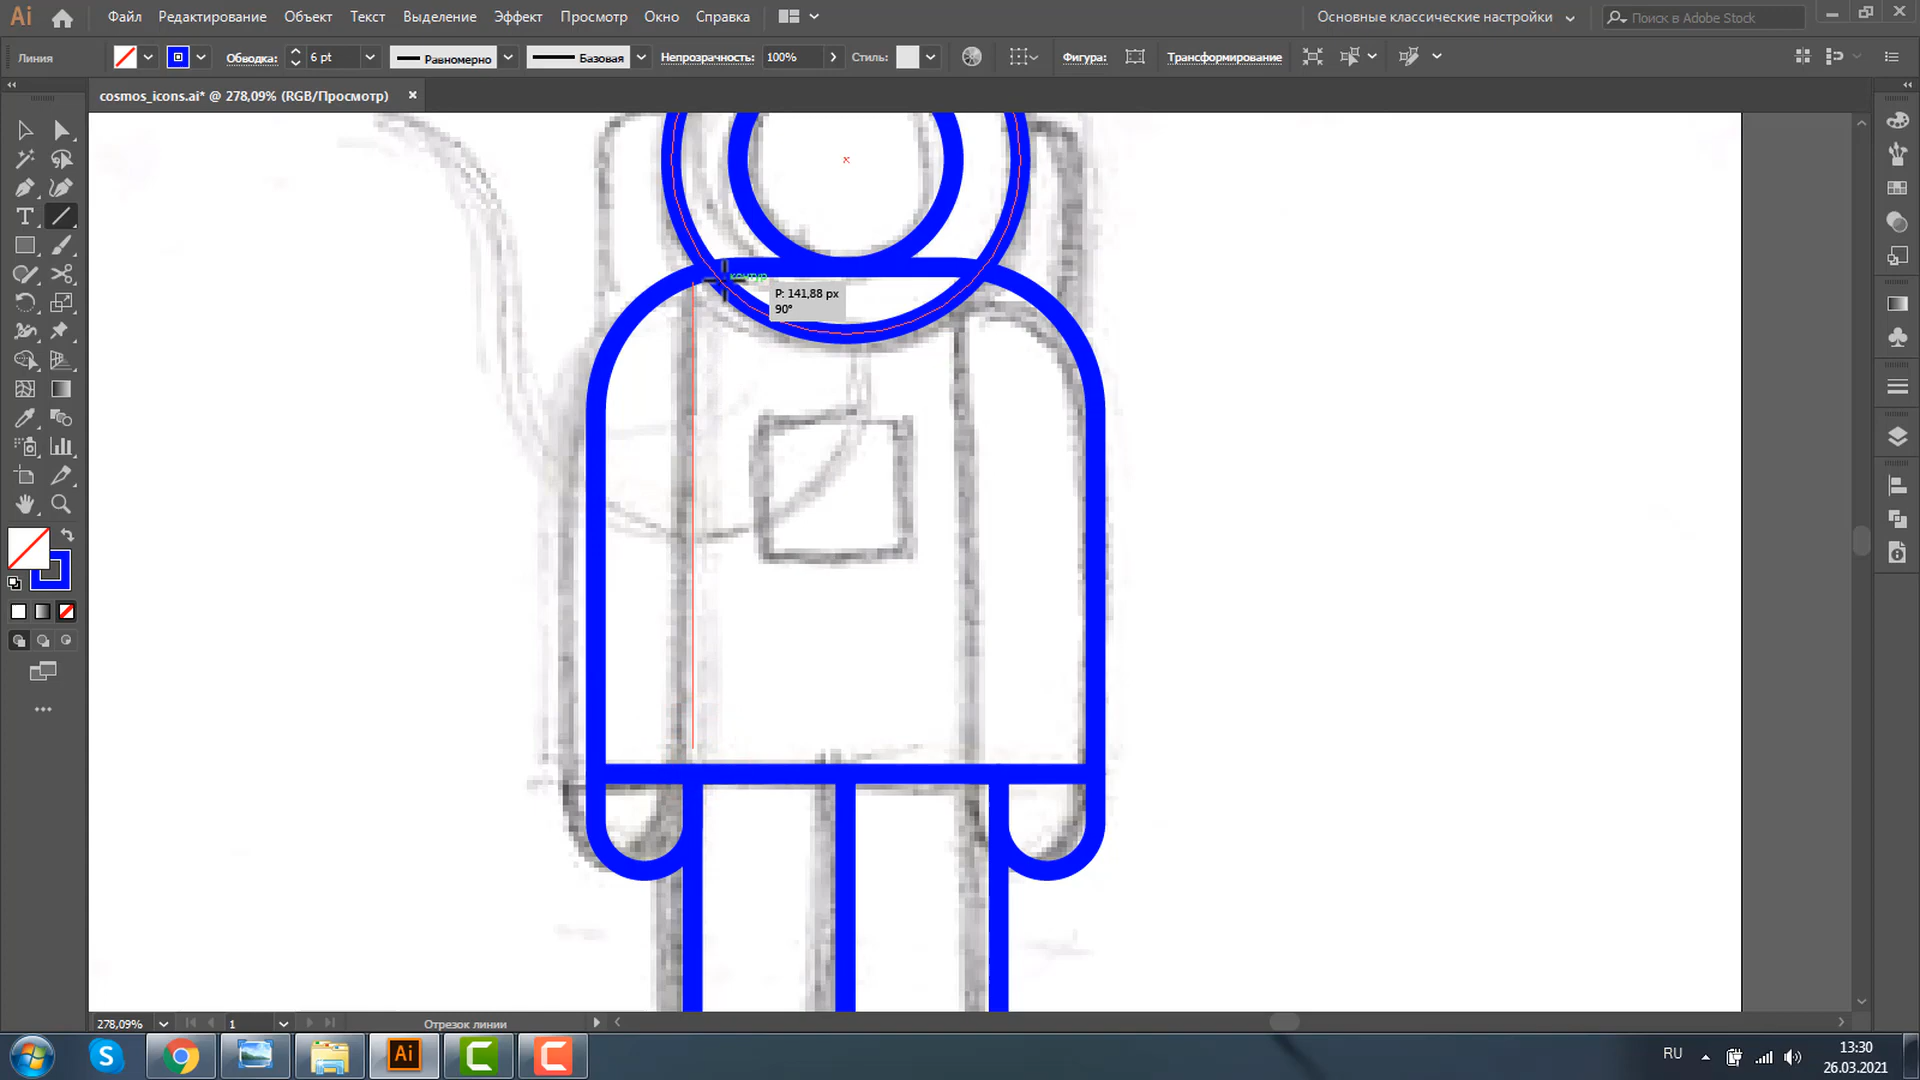 Ai Файл Редактирование Объект Текст Выделение Эффект Просмотр Окно Справка Основные классические настройки Поиск в Adobe Stock
Линия Обводка: 6 pt Равномерно Базовая Непрозрачность: 100% Стиль: Фигура: Трансформирование
cosmos_icons.ai* @ 278,09% (RGB/Просмотр)
контур
P: 141,88 px
90°
278,09% 1 Отрезок линии
Ai RU 13:30
26.03.2021